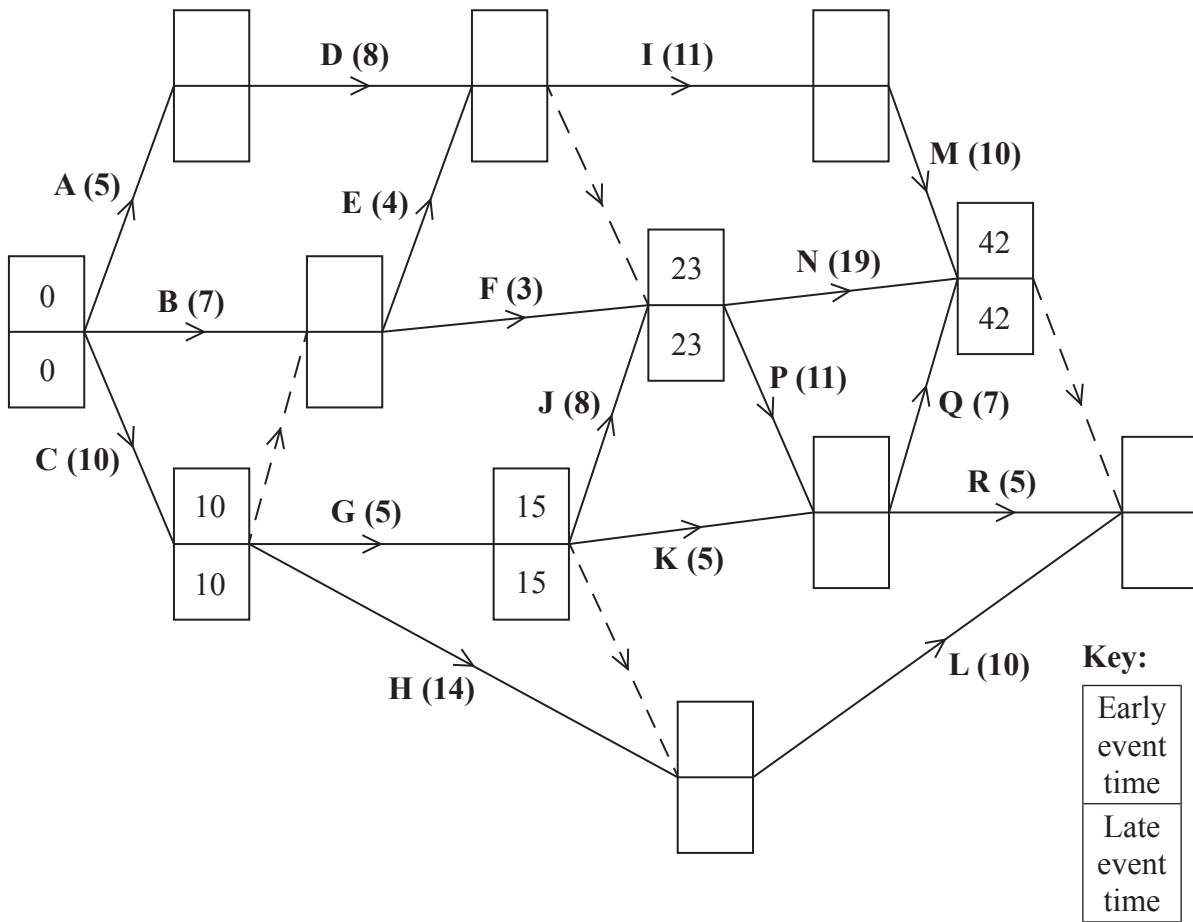 D (8)
I (11)
A (5)
E (4)
M (10)
0
0
B (7)
F (3)
23
23
N (19)
42
42
C (10)
J (8)
P (11)
Q (7)
10
10
G (5)
15
15
K (5)
R (5)
H (14)
L (10)
Key:
Early
event
time
Late
event
time